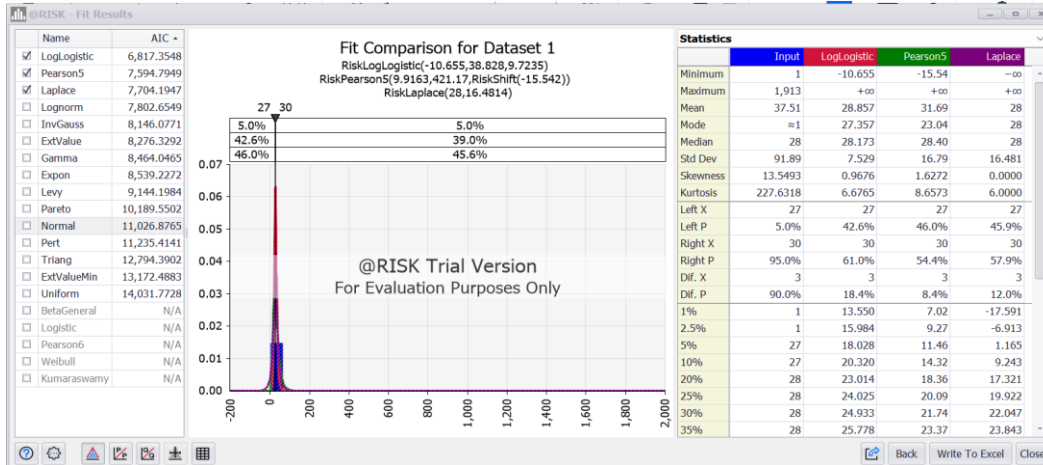 @RISK - Fit Results
Name AIC
LogLogistic 6,817.3548
Pearson5 7,594.7949
Laplace 7,704.1947
Lognorm 7,802.6549
InvGauss 8,146.0771
ExtValue 8,276.3292
Gamma 8,464.0465
Expon 8,539.2272
Levy 9,144.1984
Pareto 10,189.5502
Normal 11,026.8765
Pert 11,235.4141
Triang 12,794.3902
ExtValueMin 13,172.4883
Uniform 14,031.7728
BetaGeneral N/A
Logistic N/A
Pearson6 N/A
Weibull N/A
Kumaraswamy N/A
Fit Comparison for Dataset 1
RiskLogLogistic(-10.655,38.828,9.7235)
RiskPearson5(9.9163,421.17,RiskShift(-15.542))
RiskLaplace(28,16.4814)
27 30
5.0% 5.0%
42.6% 39.0%
46.0% 45.6%
0.07
0.06
0.05
0.04
0.03
0.02
0.01
0.00
@RISK Trial Version
For Evaluation Purposes Only
-200 0 200 400 600 800 1,000 1,200 1,400 1,600 1,800 2,000
Statistics
Input LogLogistic Pearson5 Laplace
Minimum 1 -10.655 -15.54 -∞
Maximum 1,913 +∞ +∞ +∞
Mean 37.51 28.857 31.69 28
Mode ≈1 27.357 23.04 28
Median 28 28.173 28.40 28
Std Dev 91.89 7.529 16.79 16.481
Skewness 13.5493 0.9676 1.6272 0.0000
Kurtosis 227.6318 6.6765 8.6573 6.0000
Left X 27 27 27 27
Left P 5.0% 42.6% 46.0% 45.9%
Right X 30 30 30 30
Right P 95.0% 61.0% 54.4% 57.9%
Dif. X 3 3 3 3
Dif. P 90.0% 18.4% 8.4% 12.0%
1% 1 13.550 7.02 -17.591
2.5% 1 15.984 9.27 -6.913
5% 27 18.028 11.46 1.165
10% 27 20.320 14.32 9.243
20% 28 23.014 18.36 17.321
25% 28 24.025 20.09 19.922
30% 28 24.933 21.74 22.047
35% 28 25.778 23.37 23.843
Back Write To Excel Close